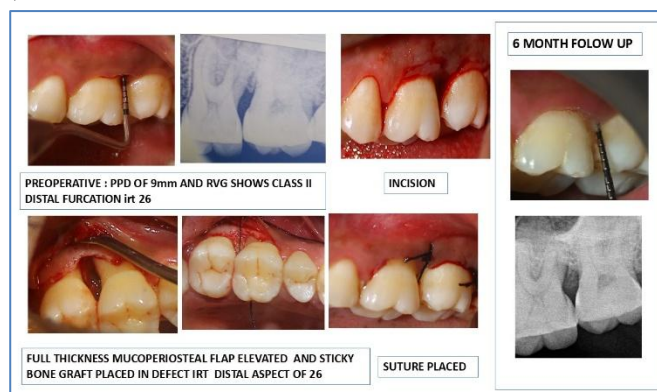 6 MONTH FOLOW UP
PREOPERATIVE : PPD OF 9mm AND RVG SHOWS CLASS II
DISTAL FURCATION irt 26
INCISION
FULL THICKNESS MUCOPERIOSTEAL FLAP ELEVATED AND STICKY
BONE GRAFT PLACED IN DEFECT IRT DISTAL ASPECT OF 26
SUTURE PLACED